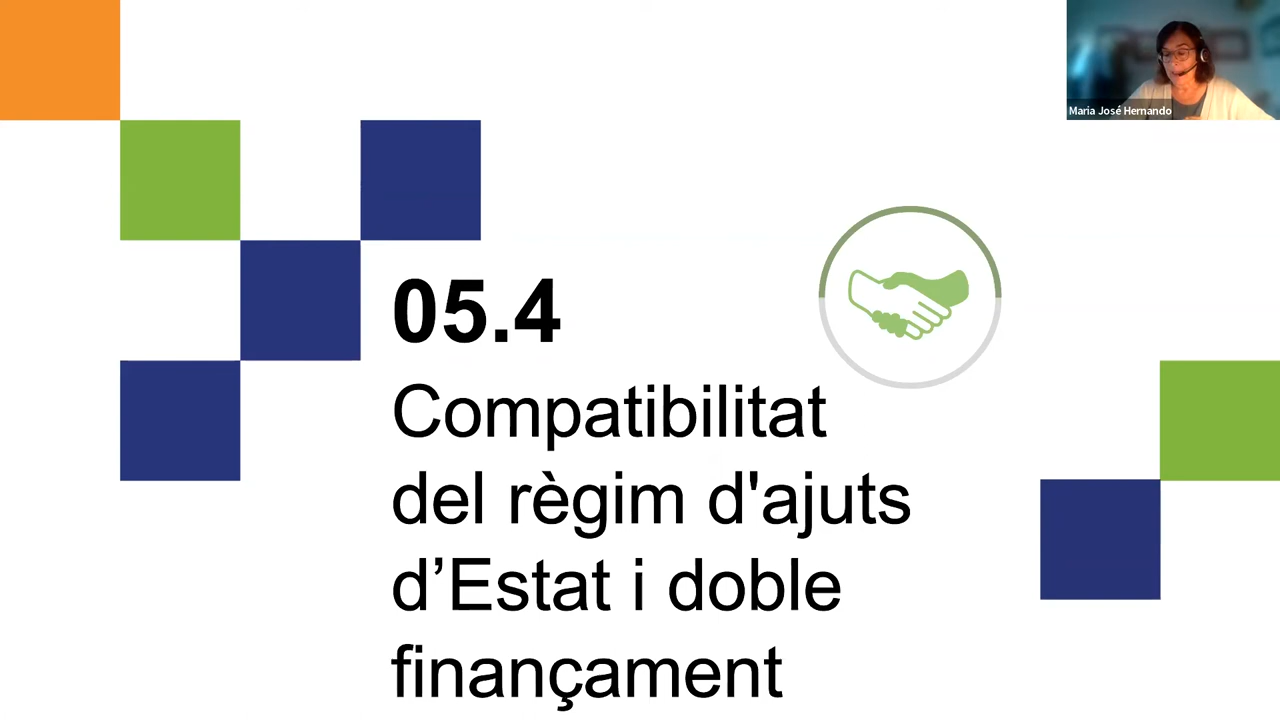 Maria José Hernando
05.4
Compatibilitat
del règim d'ajuts
d’Estat i doble
finançament